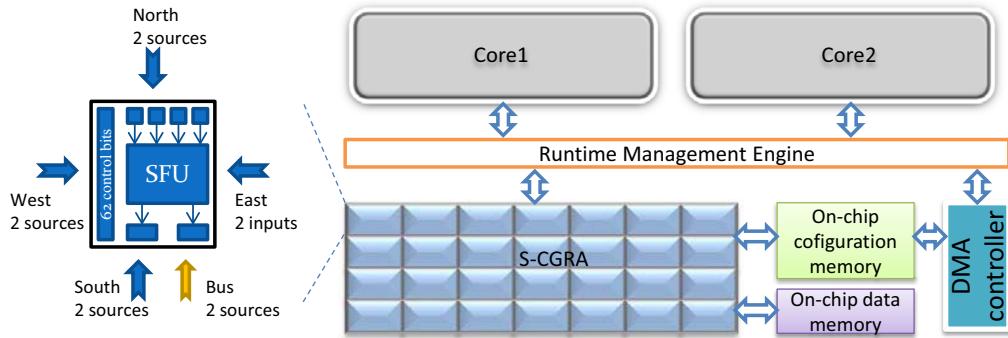 North
2 sources
62 control bits
SFU
West
2 sources
East
2 inputs
South
2 sources
Bus
2 sources
Core1
Core2
Runtime Management Engine
S-CGRA
On-chip
cofiguration
memory
On-chip data
memory
DMA
controller